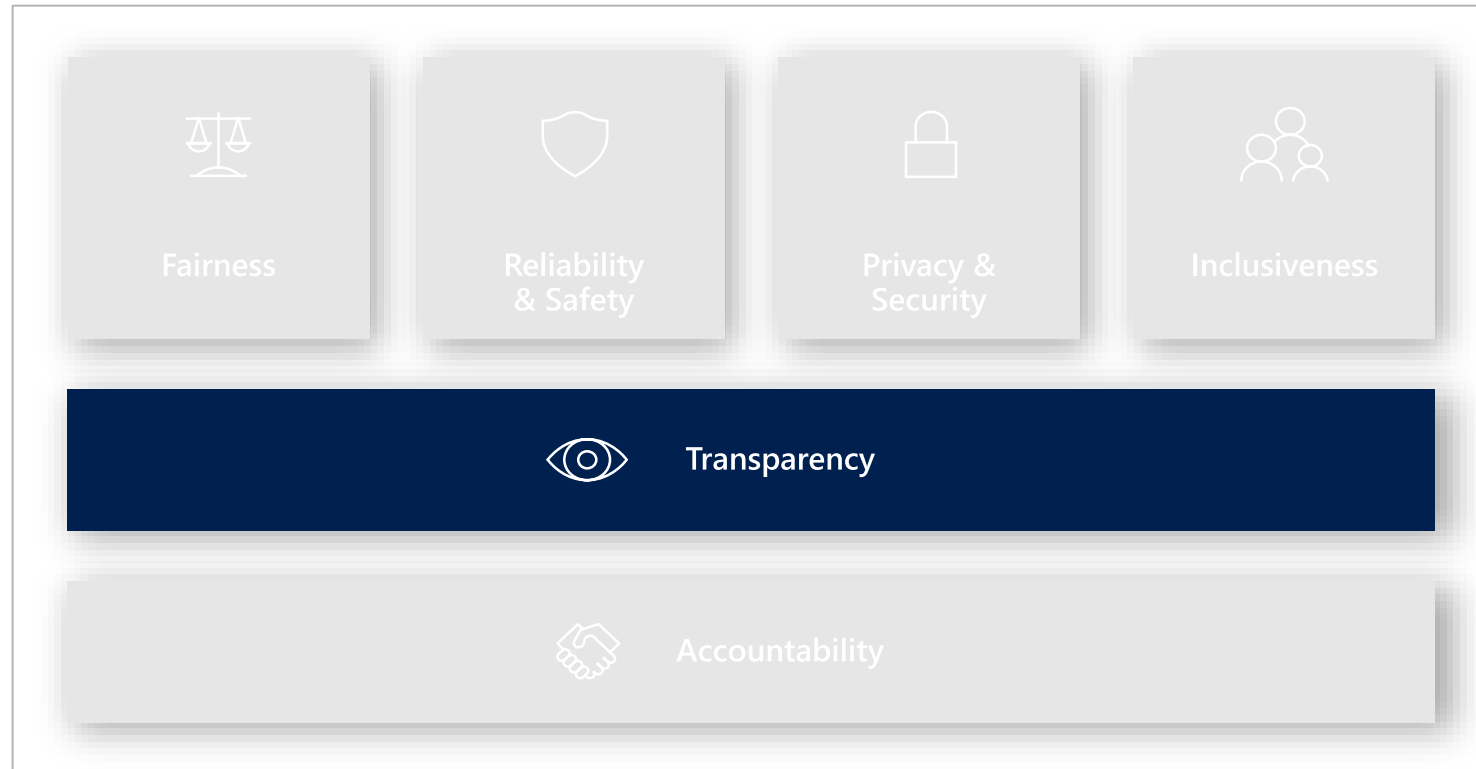 Fairness
Reliability
& Safety
Privacy &
Security
Inclusiveness
Transparency
Accountability